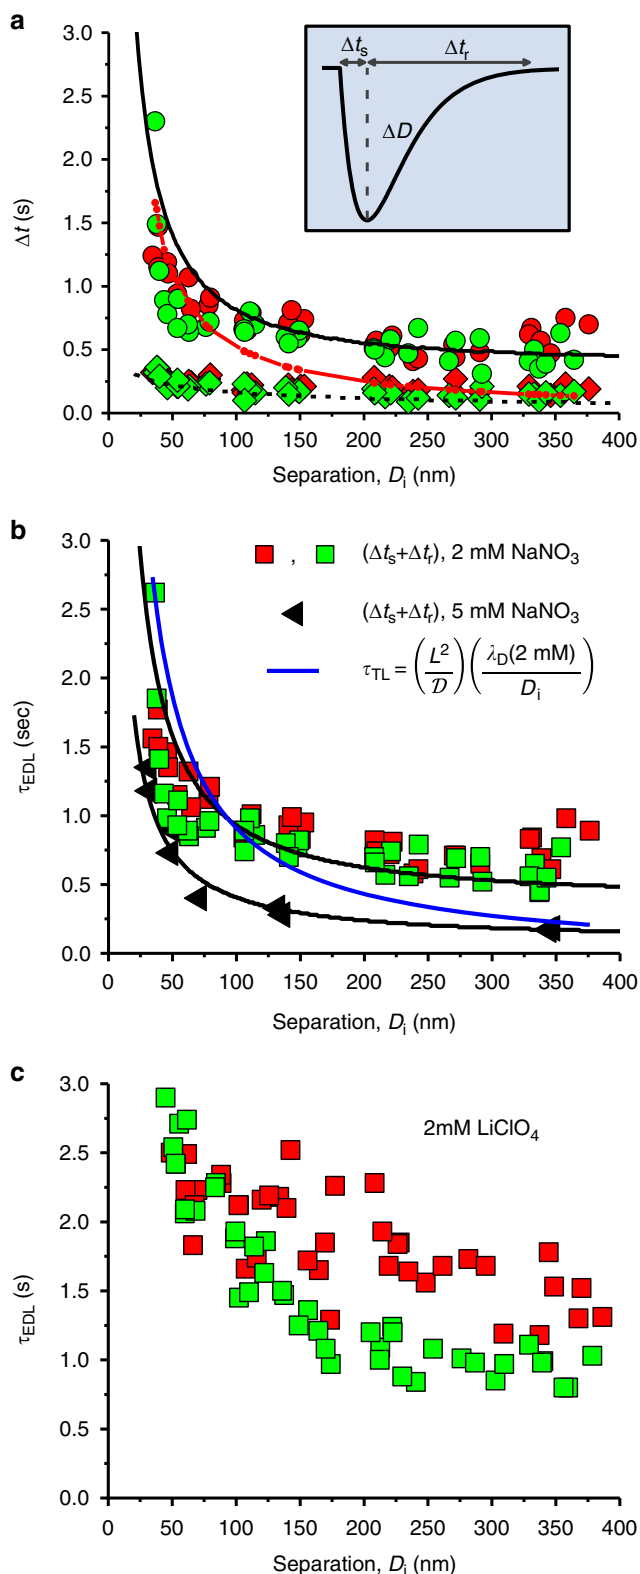 a
3.0
2.5
2.0
1.5
1.0
0.5
0.0
Δt (s)
Δtₛ
Δtᵣ
ΔD
0 50 100 150 200 250 300 350 400
Separation, Dᵢ (nm)
b
3.0
2.5
2.0
1.5
1.0
0.5
0.0
τEDL (sec)
, (Δtₛ+Δtᵣ), 2 mM NaNO₃
(Δtₛ+Δtᵣ), 5 mM NaNO₃
τTL = (L²/𝒟) (λD(2 mM)/Dᵢ)
0 50 100 150 200 250 300 350 400
Separation, Dᵢ (nm)
c
3.0
2.5
2.0
1.5
1.0
0.5
0.0
τEDL (s)
2mM LiClO₄
0 50 100 150 200 250 300 350 400
Separation, Dᵢ (nm)